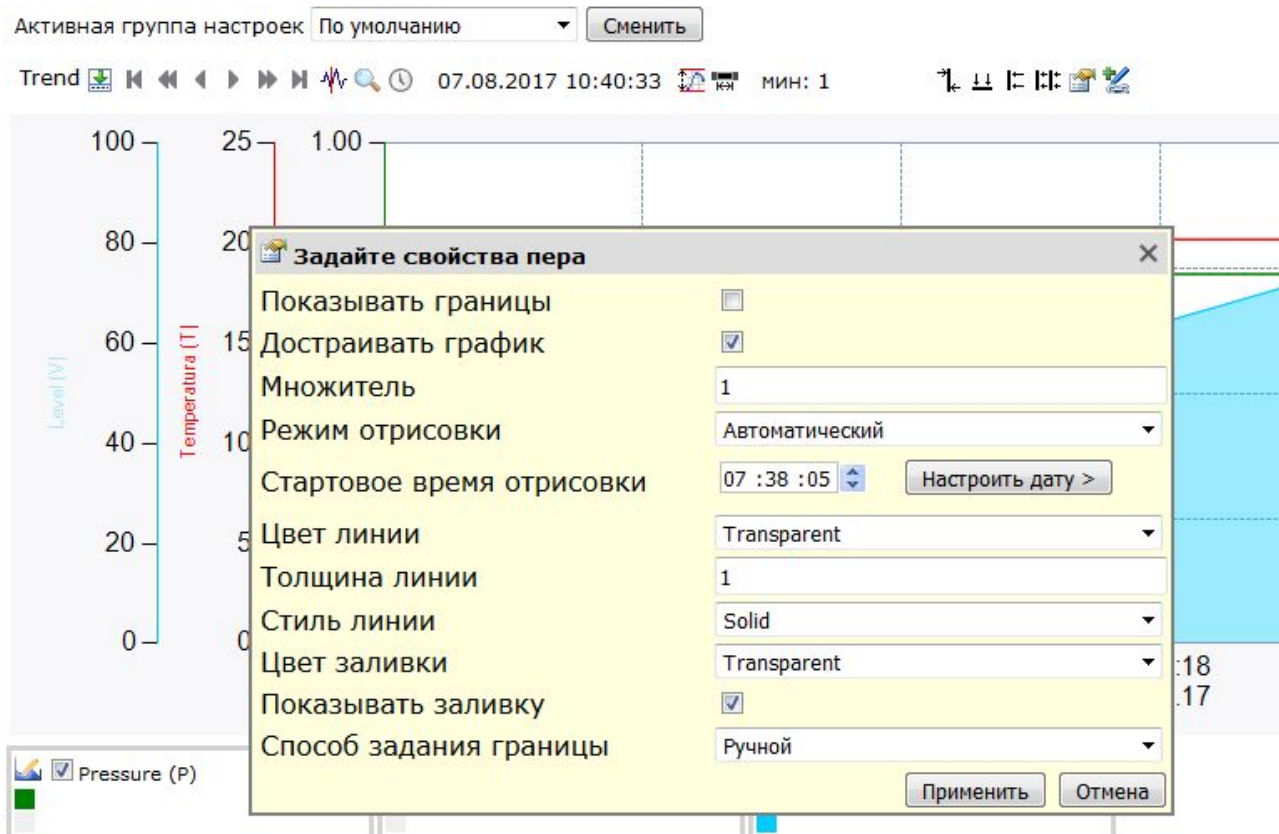 Активная группа настроек По умолчанию Сменить
Trend 07.08.2017 10:40:33 мин: 1
100 25 1.00
80 20
Задайте свойства пера
Показывать границы
60 15 Достраивать график
Множитель 1
40 10 Режим отрисовки Автоматический
Стартовое время отрисовки 07 :38 :05 Настроить дату >
20 5 Цвет линии Transparent
Толщина линии 1
Стиль линии Solid
0 0
Цвет заливки Transparent
:18
Показывать заливку
.17
Способ задания границы Ручной
Применить Отмена
Level [V]
Temperatura [T]
Pressure (P)